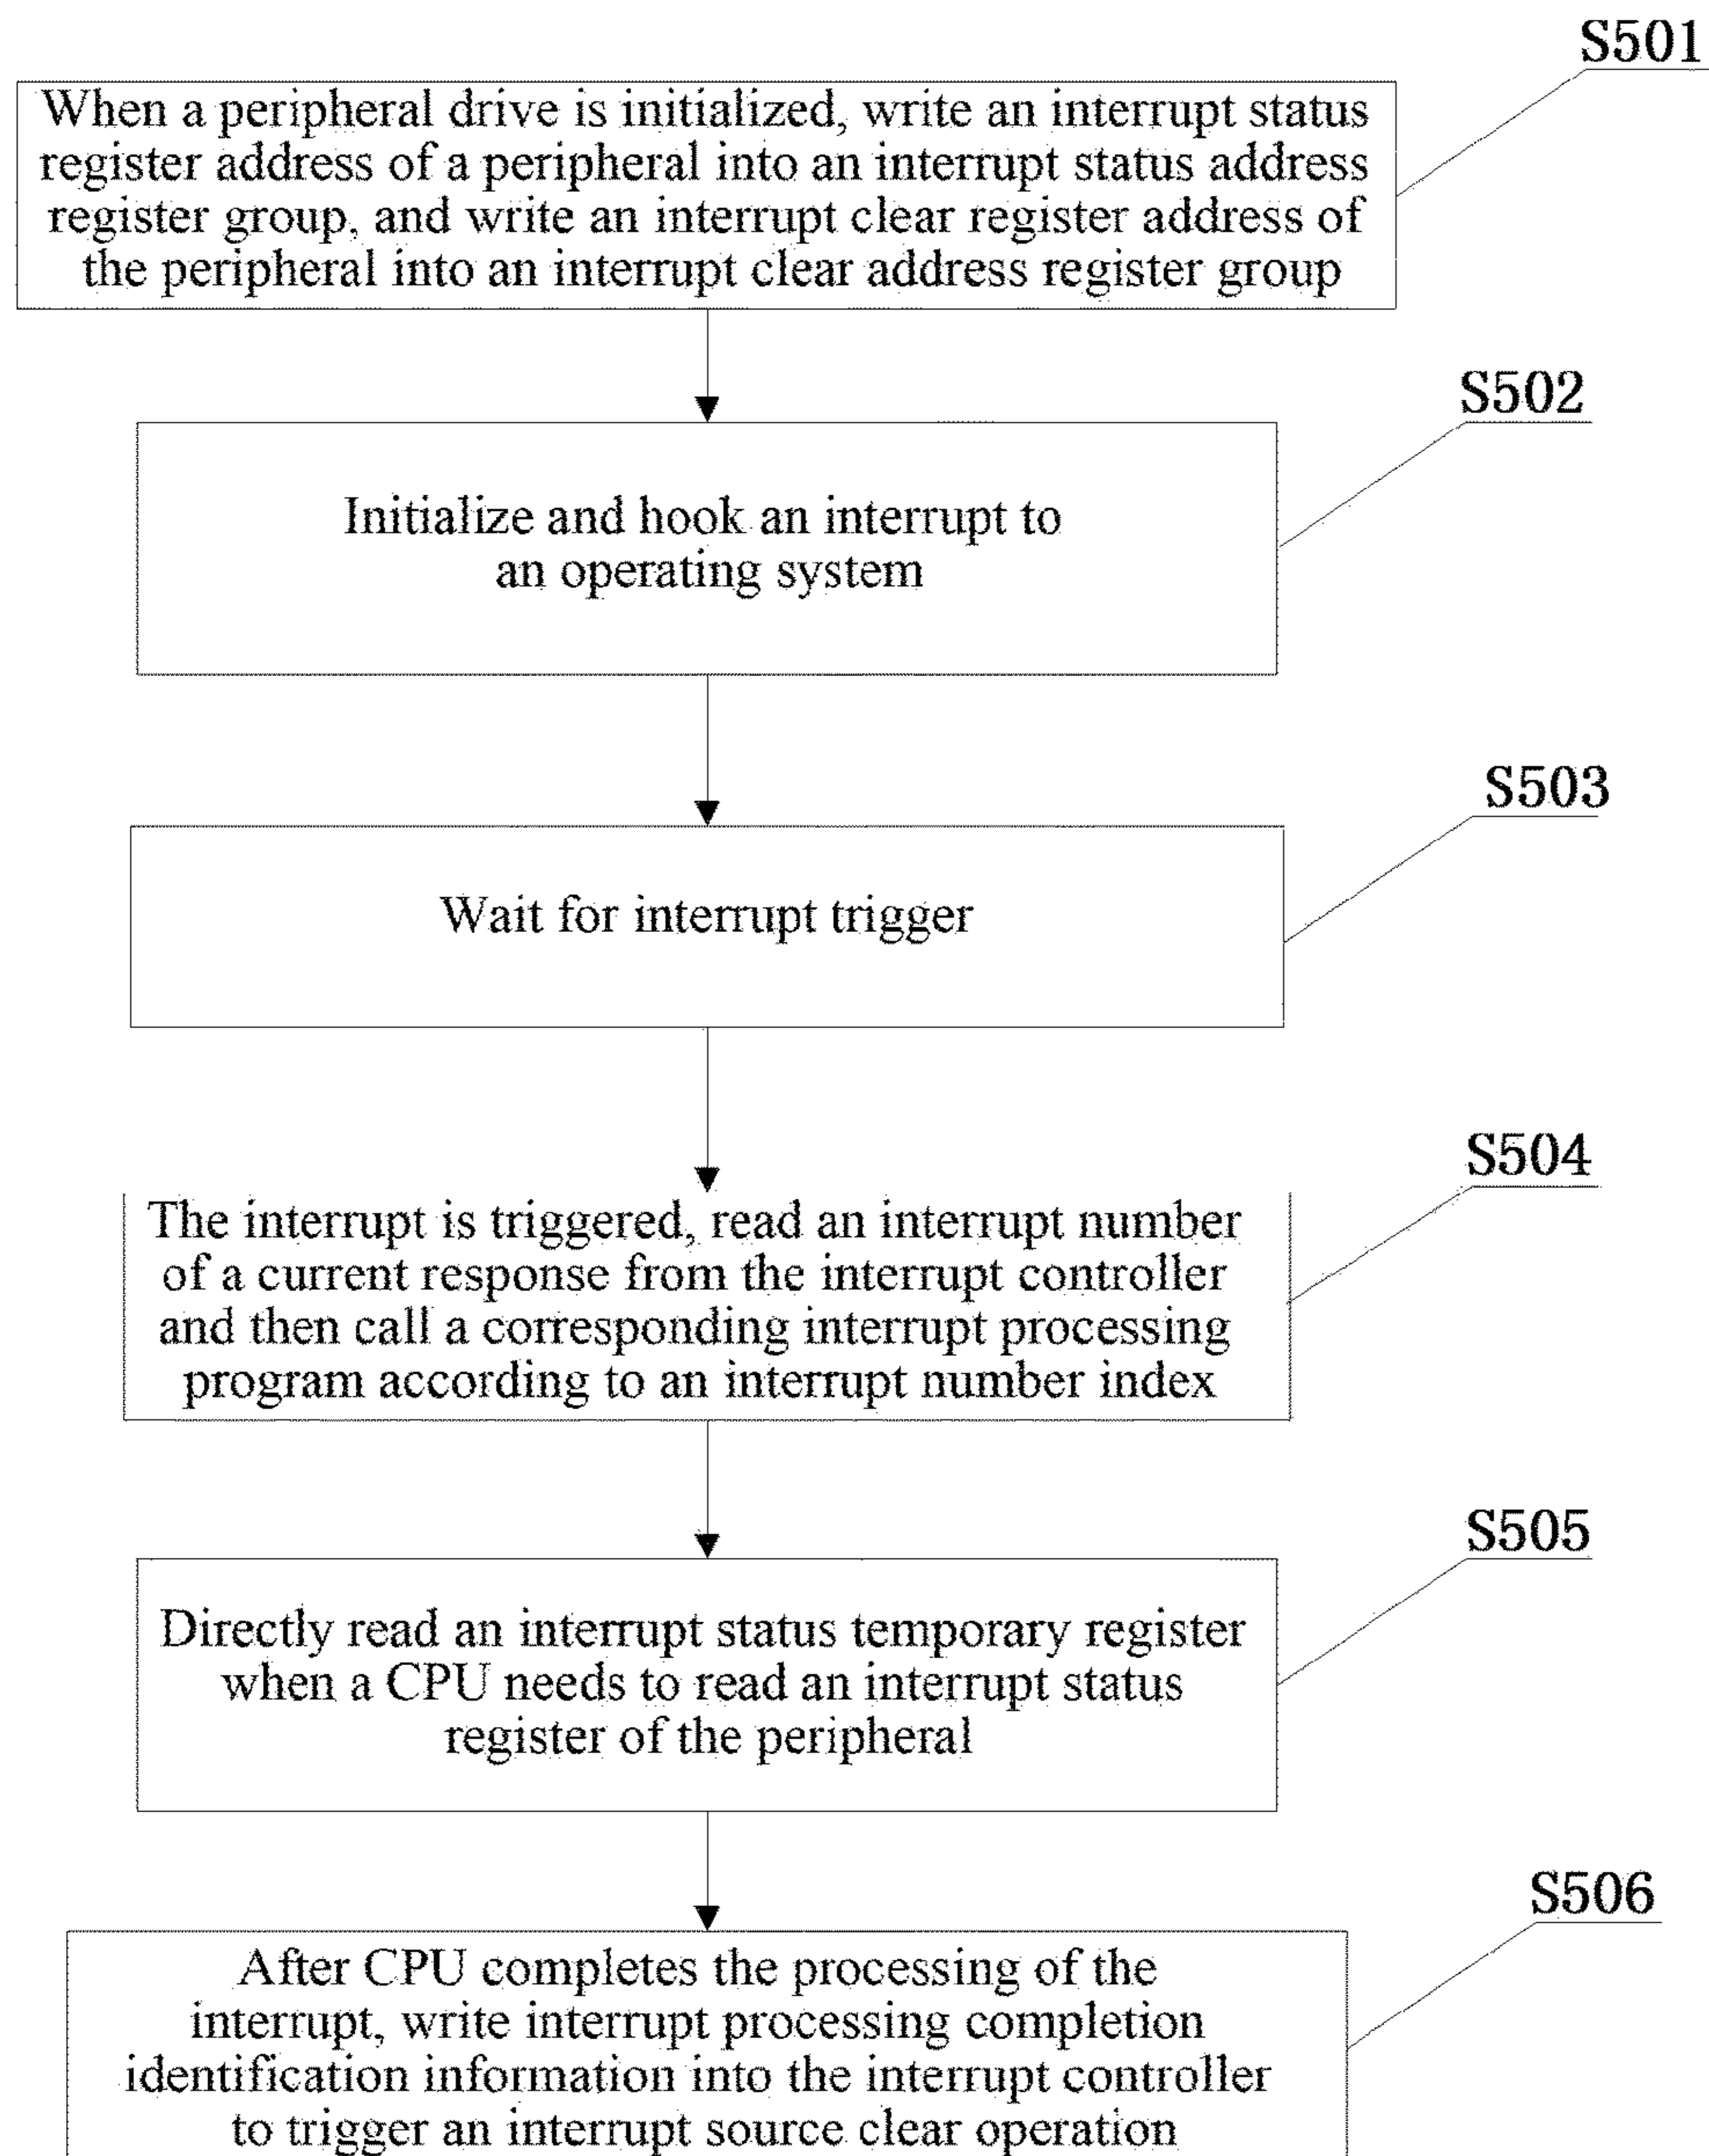 S501
When a peripheral drive is initialized, write an interrupt status
register address of a peripheral into an interrupt status address
register group, and write an interrupt clear register address of
the peripheral into an interrupt clear address register group
S502
Initialize and hook an interrupt to
an operating system
S503
Wait for interrupt trigger
S504
The interrupt is triggered, read an interrupt number
of a current response from the interrupt controller
and then call a corresponding interrupt processing
program according to an interrupt number index
S505
Directly read an interrupt status temporary register
when a CPU needs to read an interrupt status
register of the peripheral
S506
After CPU completes the processing of the
interrupt, write interrupt processing completion
identification information into the interrupt controller
to trigger an interrupt source clear operation